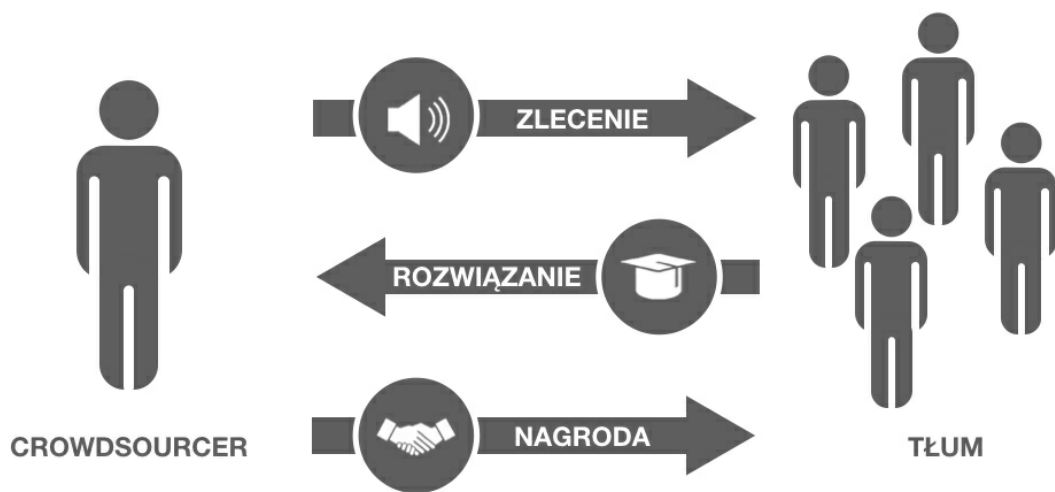 ZLECENIE
ROZWIĄZANIE
NAGRODA
CROWDSOURCER
TŁUM